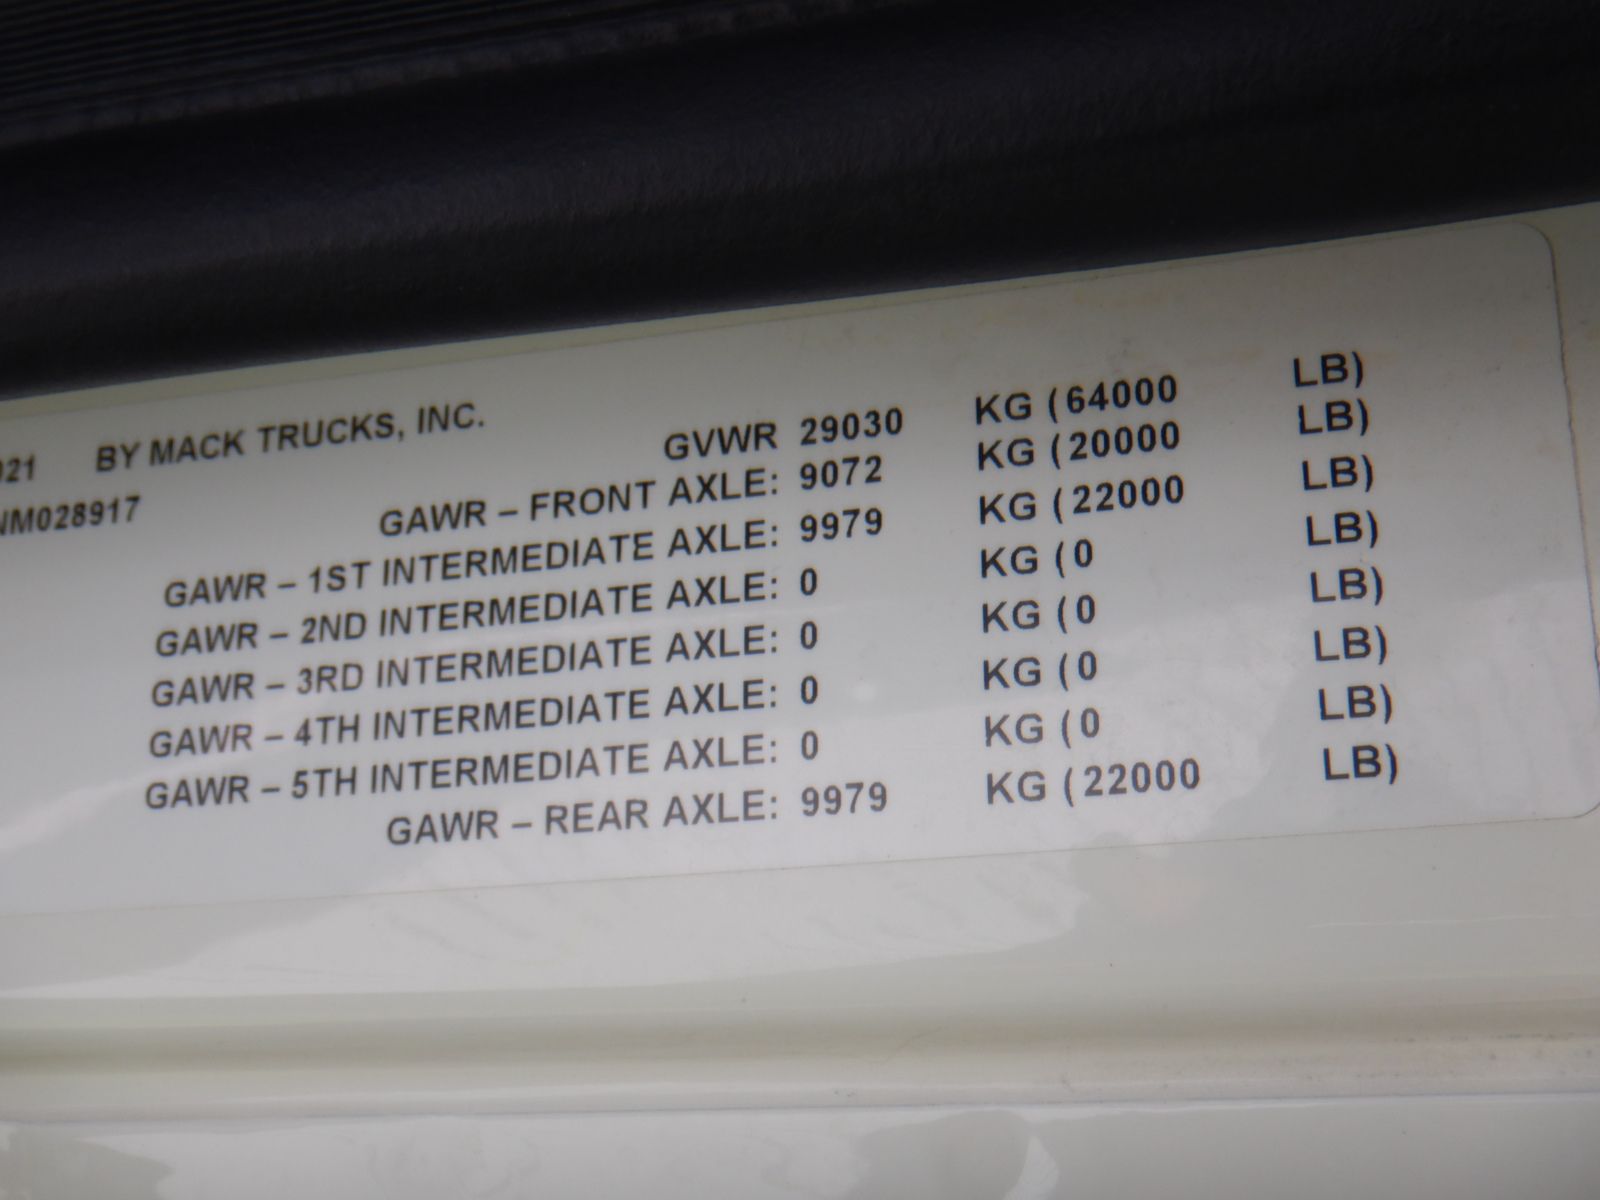 021 BY MACK TRUCKS, INC.
NM028917
GVWR 29030 KG (64000 LB)
GAWR – FRONT AXLE: 9072 KG (20000 LB)
GAWR – 1ST INTERMEDIATE AXLE: 9979 KG (22000 LB)
GAWR – 2ND INTERMEDIATE AXLE: 0 KG (0 LB)
GAWR – 3RD INTERMEDIATE AXLE: 0 KG (0 LB)
GAWR – 4TH INTERMEDIATE AXLE: 0 KG (0 LB)
GAWR – 5TH INTERMEDIATE AXLE: 0 KG (0 LB)
GAWR – REAR AXLE: 9979 KG (22000 LB)